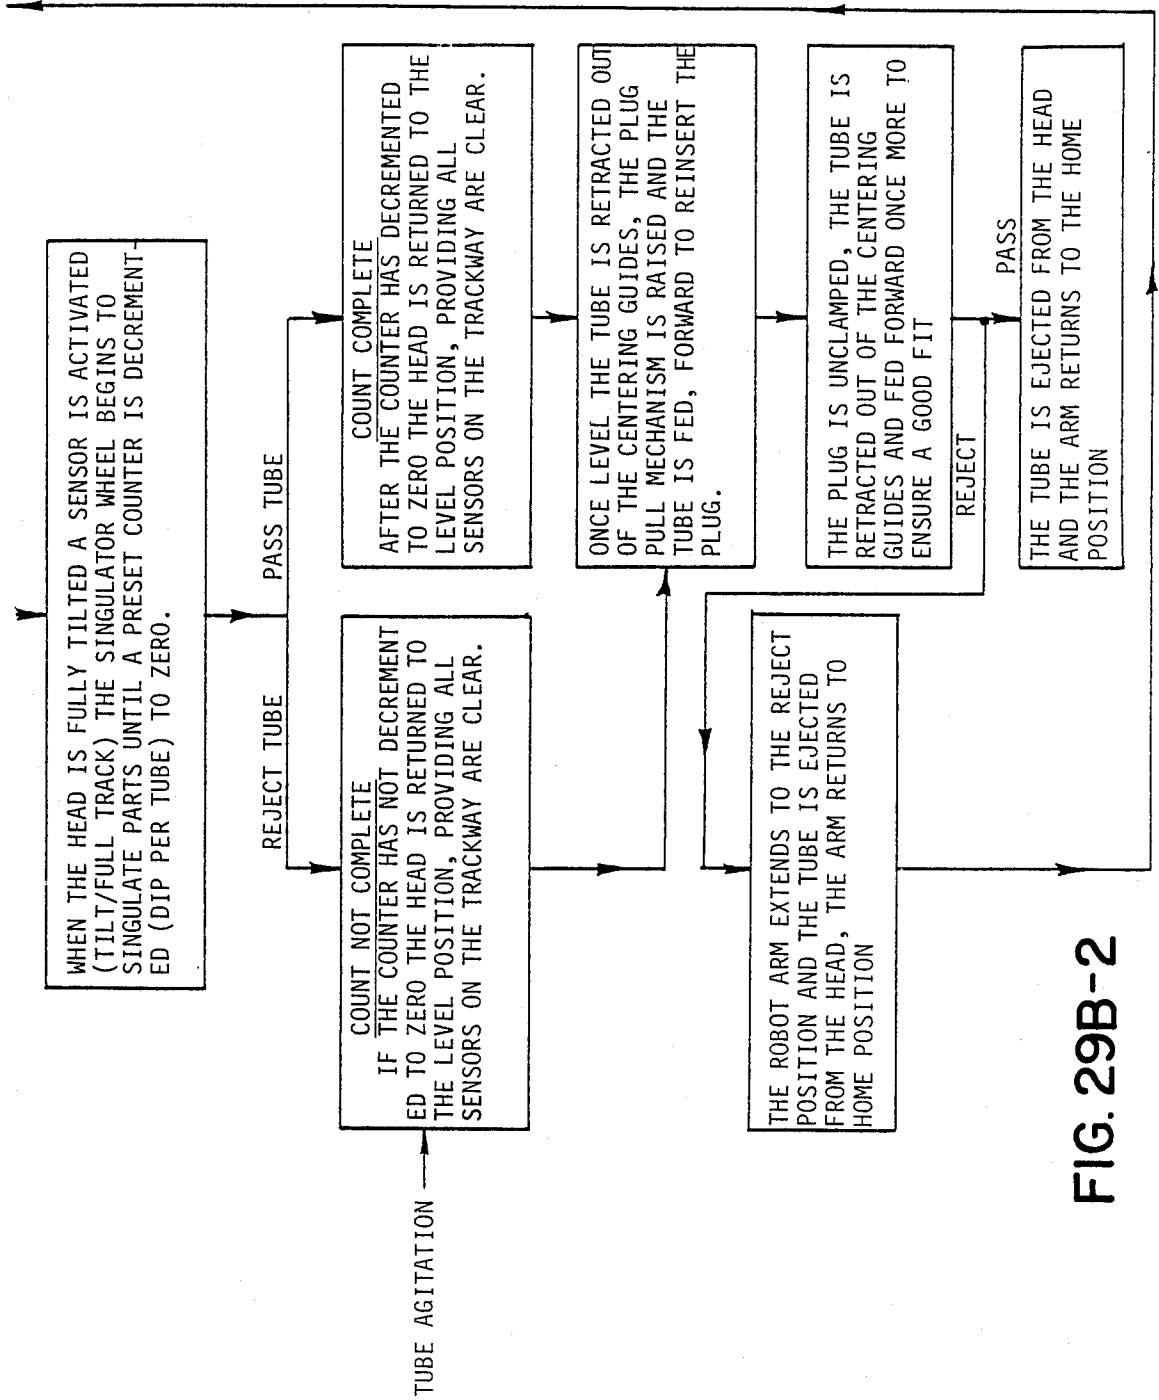 WHEN THE HEAD IS FULLY TILTED A SENSOR IS ACTIVATED
(TILT/FULL TRACK) THE SINGULATOR WHEEL BEGINS TO
SINGULATE PARTS UNTIL A PRESET COUNTER IS DECREMENT-
ED (DIP PER TUBE) TO ZERO.
REJECT TUBE
PASS TUBE
TUBE AGITATION
COUNT NOT COMPLETE
IF THE COUNTER HAS NOT DECREMENT
ED TO ZERO THE HEAD IS RETURNED TO
THE LEVEL POSITION, PROVIDING ALL
SENSORS ON THE TRACKWAY ARE CLEAR.
COUNT COMPLETE
AFTER THE COUNTER HAS DECREMENTED
TO ZERO THE HEAD IS RETURNED TO THE
LEVEL POSITION, PROVIDING ALL
SENSORS ON THE TRACKWAY ARE CLEAR.
ONCE LEVEL THE TUBE IS RETRACTED OUT
OF THE CENTERING GUIDES, THE PLUG
PULL MECHANISM IS RAISED AND THE
TUBE IS FED, FORWARD TO REINSERT THE
PLUG.
THE PLUG IS UNCLAMPED, THE TUBE IS
RETRACTED OUT OF THE CENTERING
GUIDES AND FED FORWARD ONCE MORE TO
ENSURE A GOOD FIT
REJECT
PASS
THE ROBOT ARM EXTENDS TO THE REJECT
POSITION AND THE TUBE IS EJECTED
FROM THE HEAD, THE ARM RETURNS TO
HOME POSITION
THE TUBE IS EJECTED FROM THE HEAD
AND THE ARM RETURNS TO THE HOME
POSITION
FIG. 29B-2